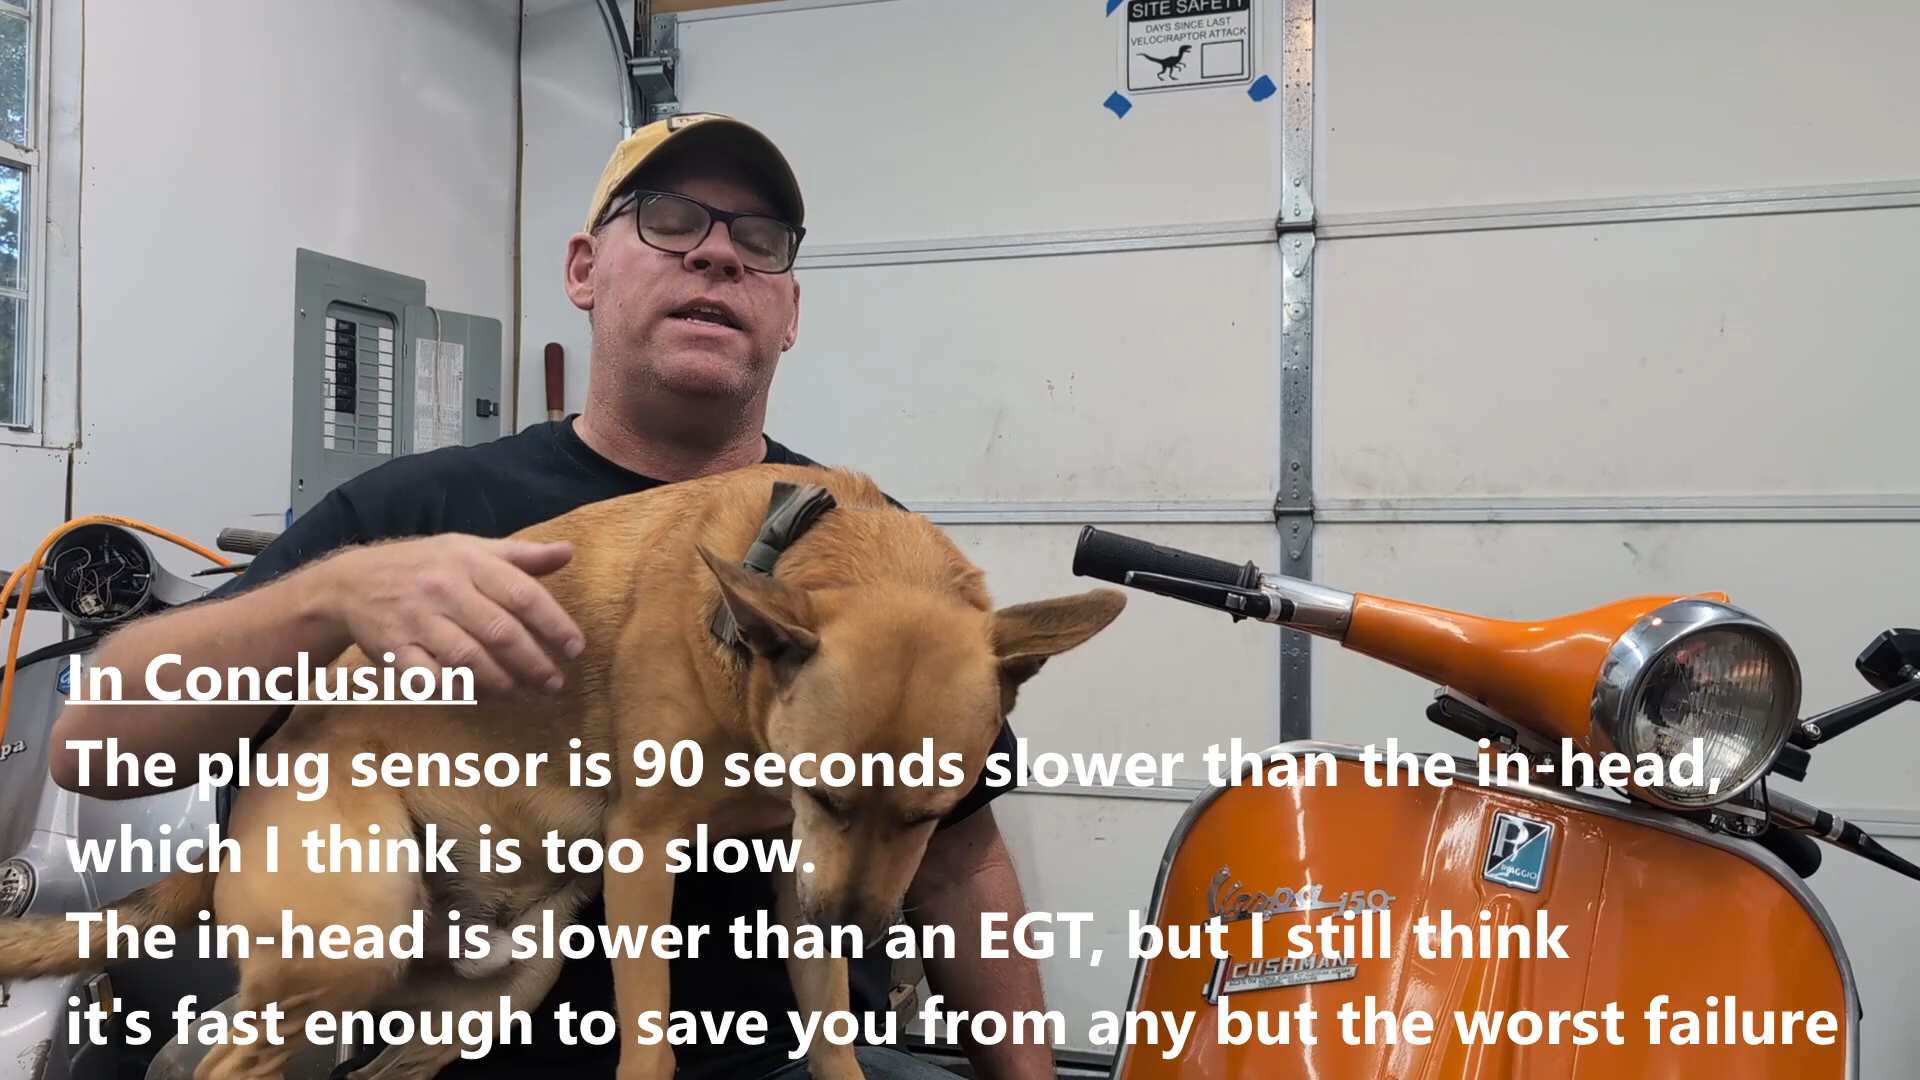 SITE SAFETY
DAYS SINCE LAST
VELOCIRAPTOR ATTACK
In Conclusion
The plug sensor is 90 seconds slower than the in-head,
which I think is too slow.
The in-head is slower than an EGT, but I still think
it's fast enough to save you from any but the worst failure
PIAGGIO
Vespa 150
CUSHMAN
pa